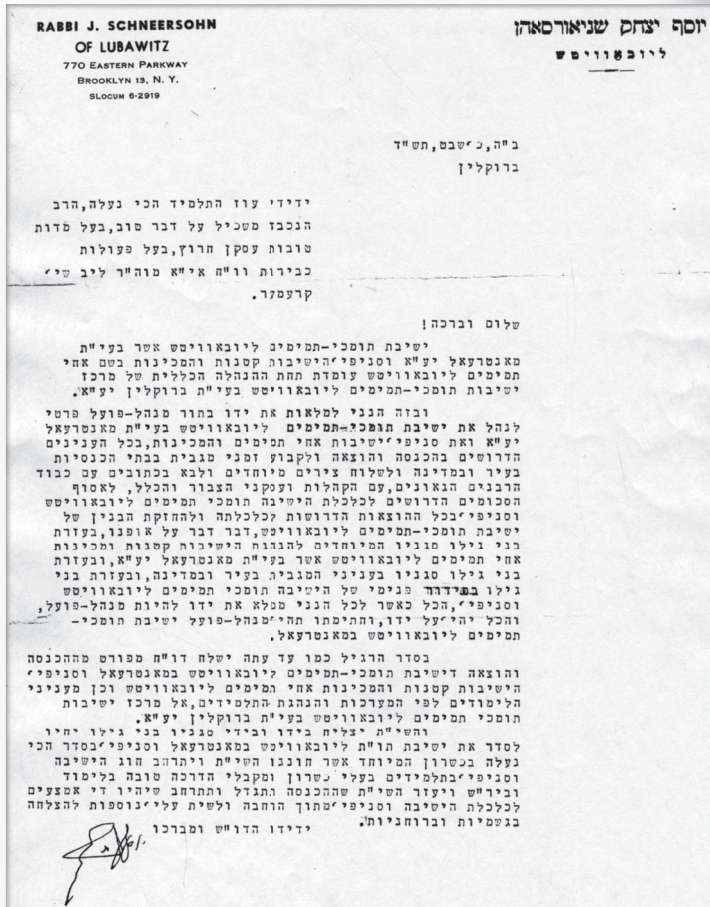 RABBI J. SCHNEERSOHN
OF LUBAWITZ
770 EASTERN PARKWAY
BROOKLYN 13, N. Y.
SLOCUM 6-2919
יוסף יצחק שניאורסאהן
ליובאוויטש
ב"ה, שבט,תש"ד
ברוקלין
ידידי עוז התלמיד הכי נעלה,הרב
הנכבד משכיל על דבר טוב,בעל מדות
טובות עסקן חרוץ,בעל פעולות
כבירות וו"ח אי"א מוה"ר ליב שי'
קרעמער.
שלום וברכה!
ישיבת תומכי-תמימים ליובאוויטש אשר בעי"ת
מאנטרעאל יע"א וסניפי'הישיבות קטנות והמכינות בשם אחי
תמימים ליובאוויטש עומדת תחת ההנהלה הכללית של מרכז
ישיבות תומכי-תמימים ליובאוויטש בעי"ת ברוקלין יע"א.
ובזה הנני למלאות את ידו בתור מנהל-פועל פרטי
לנהל את ישיבת תומכי-תמימים ליובאוויטש בעי"ת מאנטרעאל
יע"א ואת סניפי'ישיבות אחי תמימים והמכינות,בכל הענינים
הדרושים בהכנסה והוצאה ולקבוע זמני מגבית בבתי הכנסיות
בעיר ובמדינה ולשלוח צירים מיוחדים ולבא בכתובים עם כבוד
הרבנים הגאונים,עם הקהלות ועסקני הצבור והכלל, לאסוף
הסכומים הדרושים לכלכלת הישיבה תומכי תמימים ליובאוויטש
וסניפי'בכל ההוצאות הדרושות לכלכלתה ולהחזקת הבנין של
ישיבת תומכי-תמימים ליובאוויטש,דבר דבר על אופנו,בעזרת
בני גילו סגניו המיוחדים להנהגת הישיבות קטנות ומכינות
אחי תמימים ליובאוויטש אשר בעי"ת מאנטרעאל יע"א,ובעזרת
בני גילו סגניו בעניני המגבית בעיר ובמדינה,ובעזרת בני
גילו בסידור פנימי של הישיבה תומכי תמימים ליובאוויטש
וסניפי',הכל כאשר לכל הנני ממלא את ידו להיות מנהל-פועל,
והכל יהי'על ידו,וחתימתו תהי'מנהל-פועל ישיבת תומכי-
תמימים ליובאוויטש במאנטרעאל.
בסדר הרגיל כמו עד עתה ישלח דו"ח מפורט מההכנסה
והוצאה דישיבת תומכי-תמימים ליובאוויטש במאנטרעאל וסניפי'
הישיבות קטנות והמכינות אחי תמימים ליובאוויטש וכן מעניני
הלימודים לפי המערכות והנהגת התלמידים,אל מרכז ישיבות
תומכי תמימים ליובאוויטש בעי"ת ברוקלין יע"א.
והשי"ת יצליח בידו ובידי סגניו בני גילו יחיו
לסדר את ישיבת תו"ת ליובאוויטש במאנטרעאל וסניפי'בסדר הכי
נעלה בכשרון המיוחד אשר חוננו השי"ת ויתרחב חוג הישיבה
וסניפי'בתלמידים בעלי כשרון ומקבלי הדרכה טובה בלימוד
וביר"ש ויעזר השי"ת שההכנסה תתגדל ותתרחב שיהיו די אמצעים
לכלכלת הישיבה וסניפי'מתוך הוחבה ולשית עלי'נוספות להצלחה
בגשמיות וברוחניות.
ידידו הדו"ש ומברכו